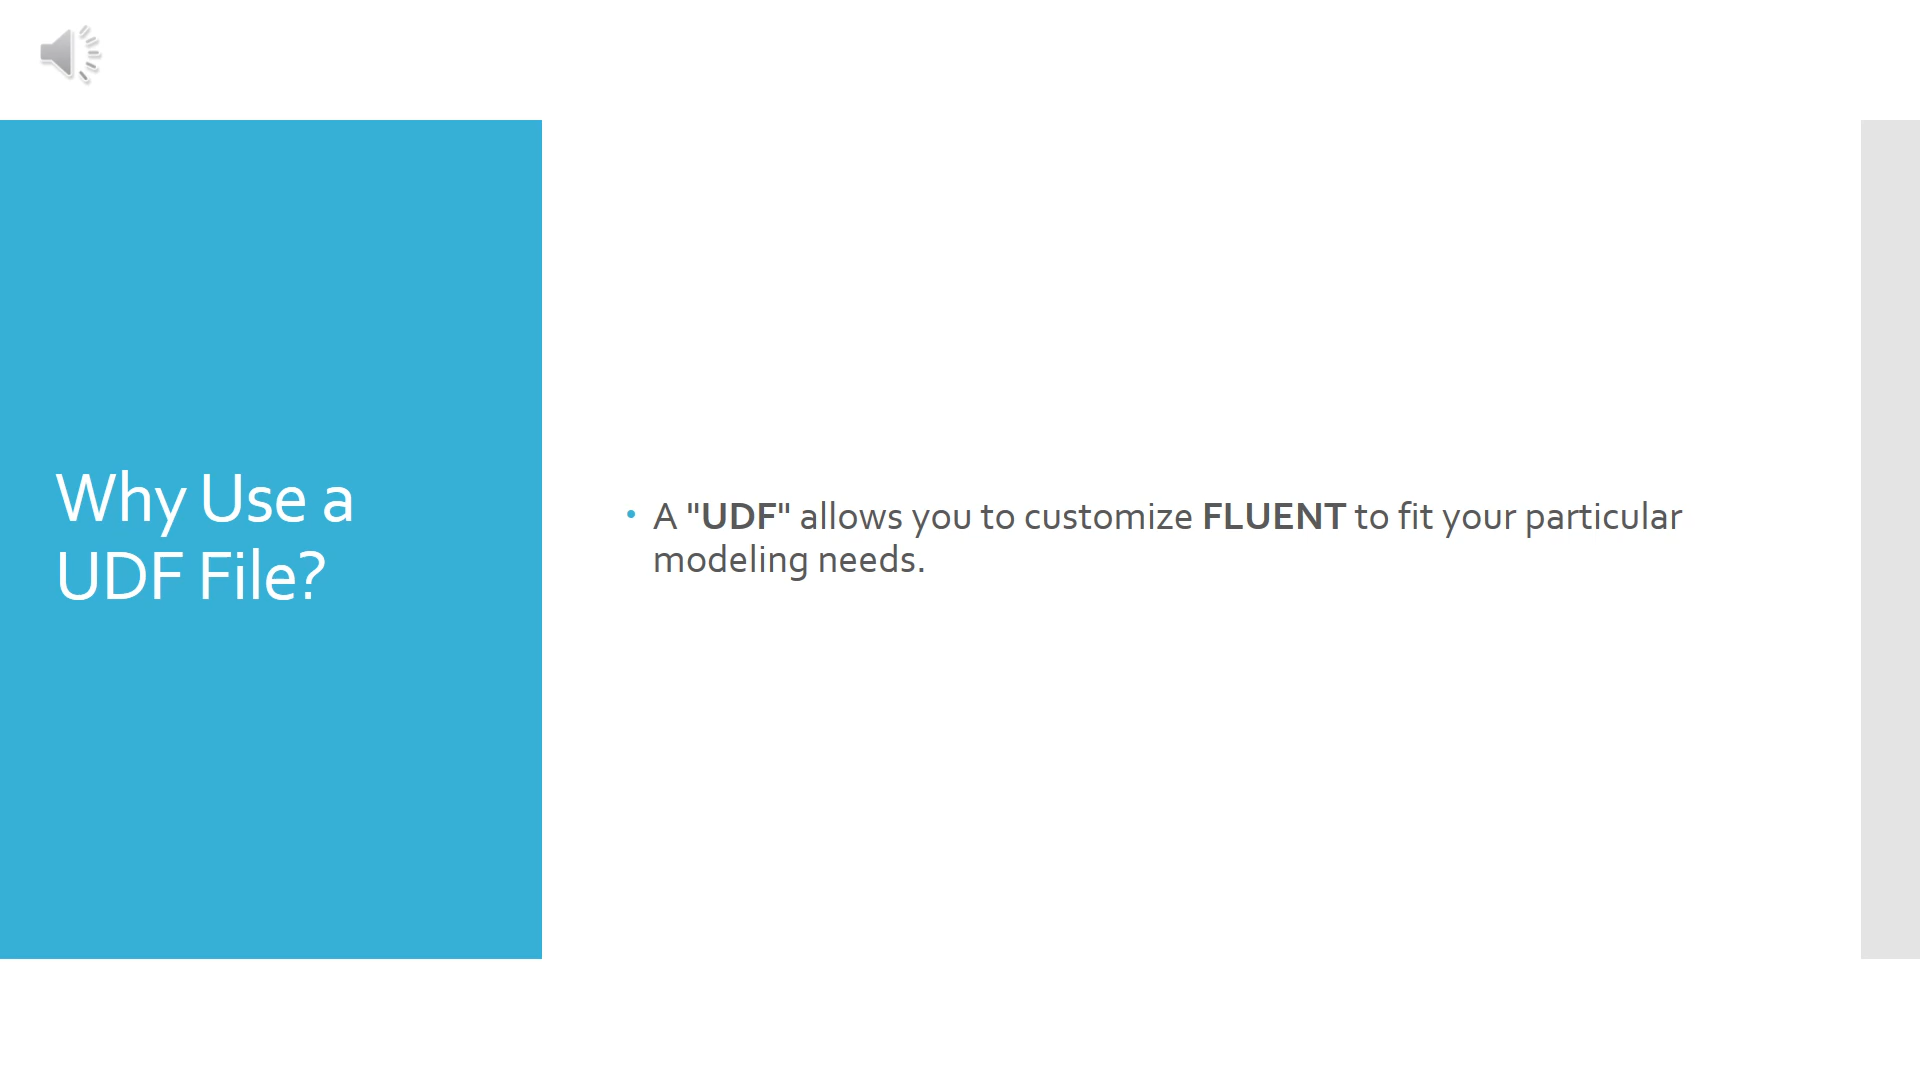 Why Use a
UDF File?
• A "UDF" allows you to customize FLUENT to fit your particular
modeling needs.